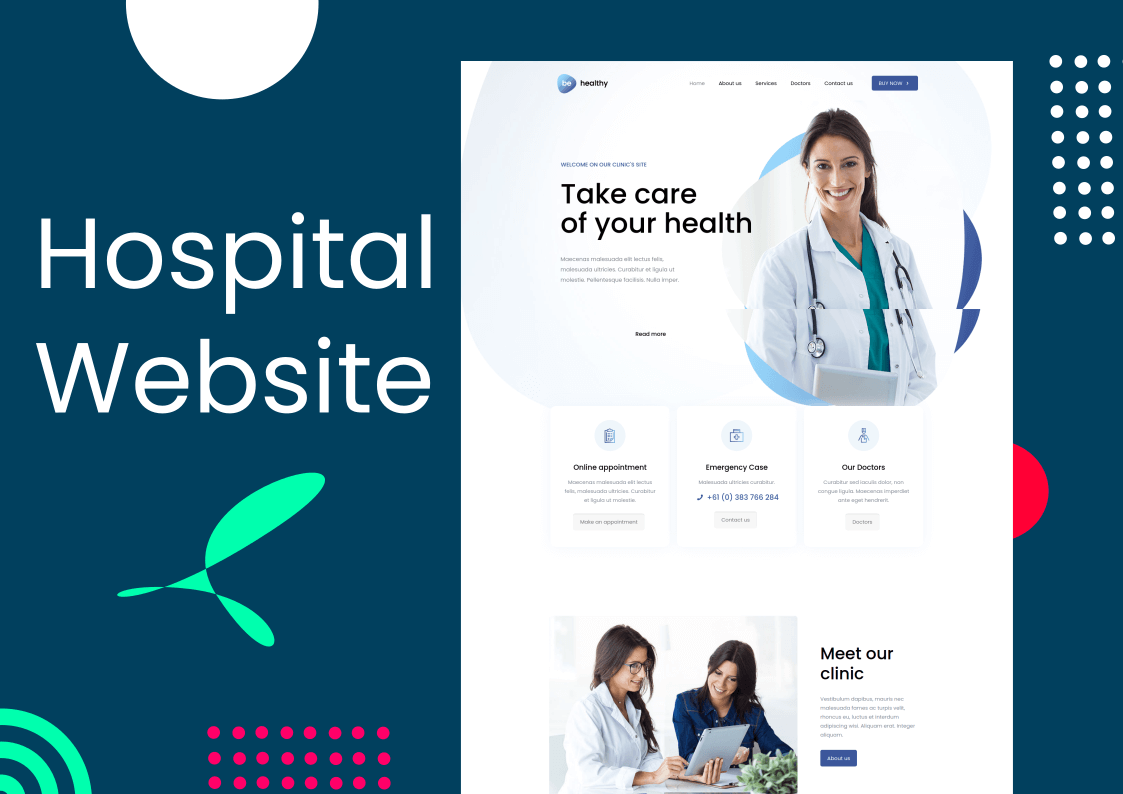 Hospital
Website
be healthy
Home About us Services Doctors Contact us BUY NOW +
WELCOME ON OUR CLINIC'S SITE
Take care
of your health
Maecenas malesuada elit lectus felis,
malesuada ultricies. Curabitur et ligula ut
molestie. Pellentesque facilisis. Nulla imper.
Read more
Online appointment
Maecenas malesuada elit lectus
felis, malesuada ultricies. Curabitur
et ligula ut molestie.
Make an appointment
Emergency Case
Malesuada ultricies curabitur.
+61 (0) 383 766 284
Contact us
Our Doctors
Curabitur sed iaculis dolor, non
congue ligula. Maecenas imperdiet
ante eget hendrerit.
Doctors
Meet our
clinic
Vestibulum dapibus, mauris nec
malesuada fames ac turpis velit,
rhoncus eu, luctus et interdum
adipiscing wisi. Aliquam erat. Integer
aliquam.
About us